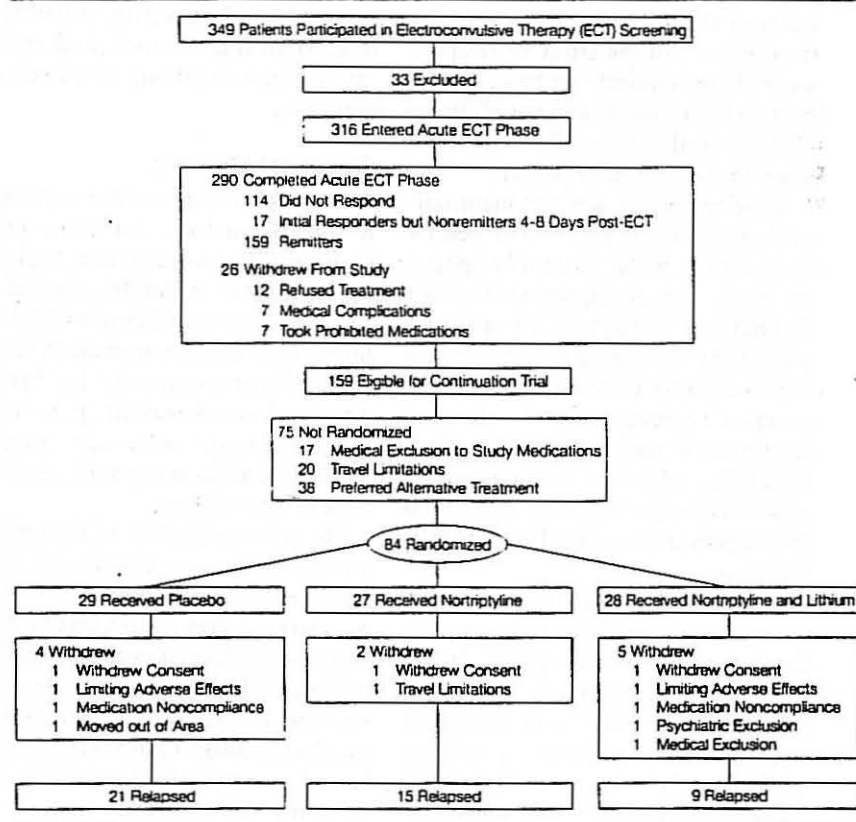 349 Patients Participated in Electroconvulsive Therapy (ECT) Screening
33 Excluded
316 Entered Acute ECT Phase
290 Completed Acute ECT Phase
114 Did Not Respond
17 Initial Responders but Nonremitters 4-8 Days Post-ECT
159 Remitters
26 Withdrew From Study
12 Refused Treatment
7 Medical Complications
7 Took Prohibited Medications
159 Eligible for Continuation Trial
75 Not Randomized
17 Medical Exclusion to Study Medications
20 Travel Limitations
38 Preferred Alternative Treatment
84 Randomized
29 Received Placebo
4 Withdrew
1 Withdrew Consent
1 Limiting Adverse Effects
1 Medication Noncompliance
1 Moved out of Area
21 Relapsed
27 Received Nortriptyline
2 Withdrew
1 Withdrew Consent
1 Travel Limitations
15 Relapsed
28 Received Nortriptyline and Lithium
5 Withdrew
1 Withdrew Consent
1 Limiting Adverse Effects
1 Medication Noncompliance
1 Psychiatric Exclusion
1 Medical Exclusion
9 Relapsed